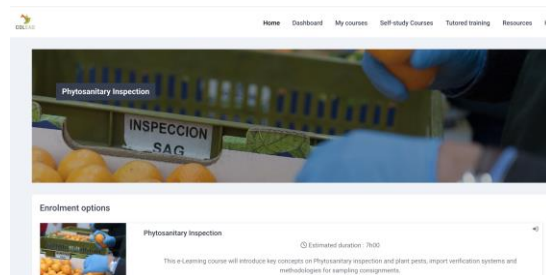 COLEAD
Home Dashboard My courses Self-study Courses Tutored training Resources
Phytosanitary Inspection
INSPECCION
SAG
Enrolment options
Phytosanitary Inspection
Estimated duration : 7h00
This e-Learning course will introduce key concepts on Phytosanitary inspection and plant pests, import verification systems and
methodologies for sampling consignments.